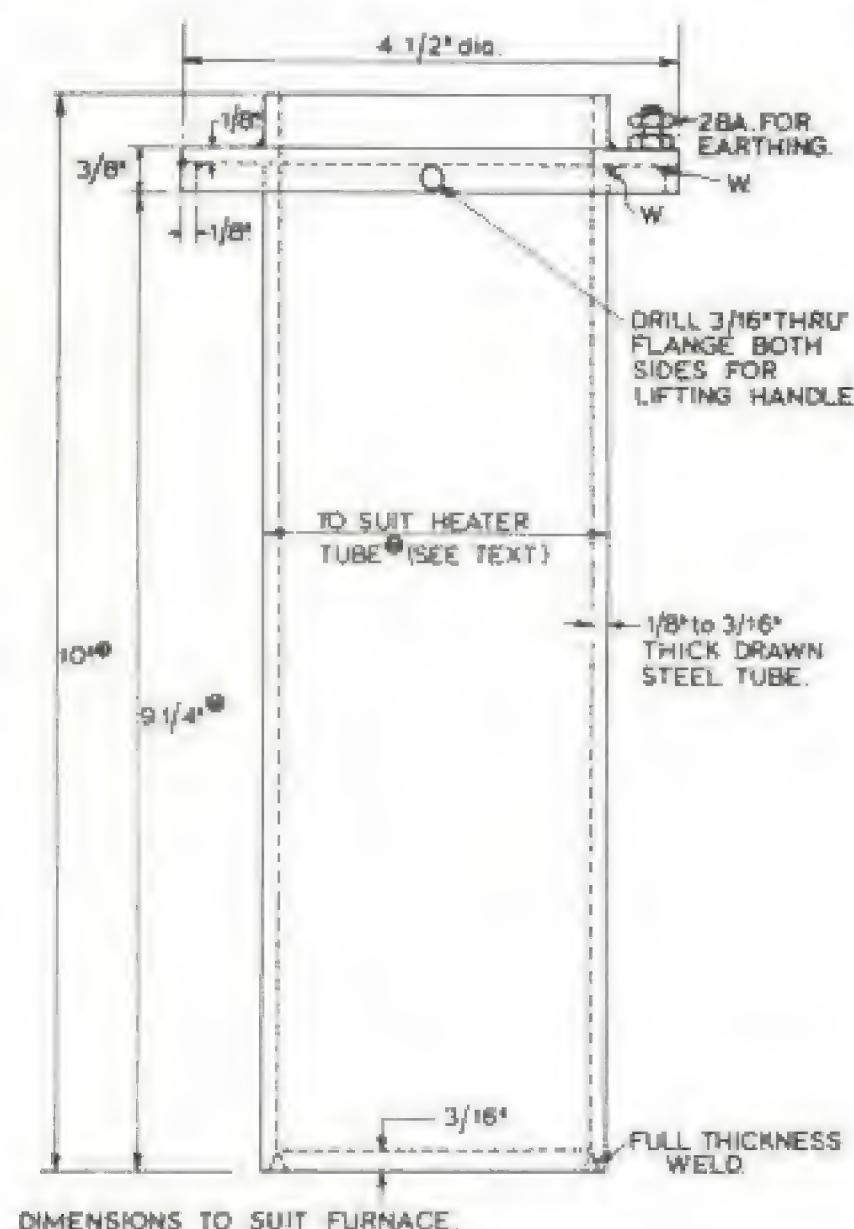 4 1/2" dia.
1/8"
2BA. FOR
EARTHING.
3/8"
W.
W.
1/8"
DRILL 3/16" THRU'
FLANGE BOTH
SIDES FOR
LIFTING HANDLE
TO SUIT HEATER
TUBE (SEE TEXT)
1/8" to 3/16"
THICK DRAWN
STEEL TUBE.
10"
9 1/4"
3/16"
FULL THICKNESS
WELD.
DIMENSIONS TO SUIT FURNACE.